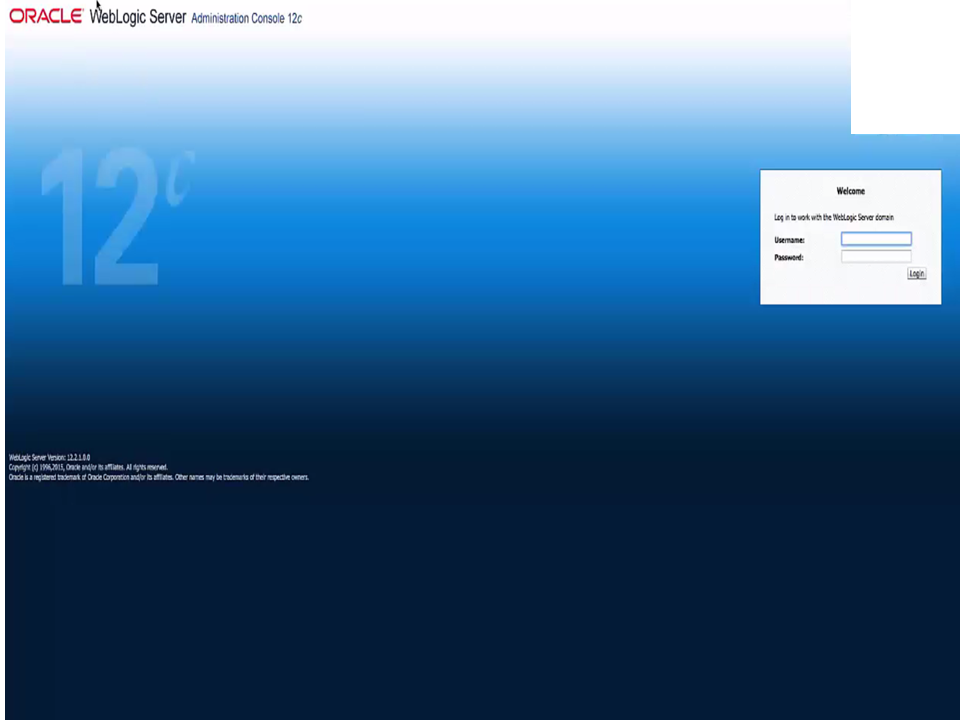 ORACLE WebLogic Server Administration Console 12c
12c
Welcome
Log in to work with the WebLogic Server domain
Username:
Password:
Login
WebLogic Server Version: 12.2.1.0.0
Copyright (c) 1996,2015, Oracle and/or its affiliates. All rights reserved.
Oracle is a registered trademark of Oracle Corporation and/or its affiliates. Other names may be trademarks of their respective owners.